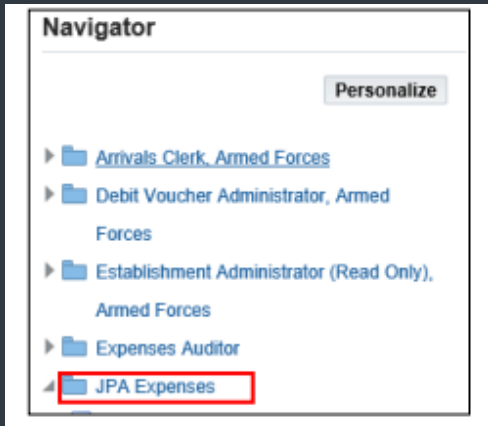 Navigator
Personalize
Arrivals Clerk, Armed Forces
Debit Voucher Administrator, Armed
Forces
Establishment Administrator (Read Only),
Armed Forces
Expenses Auditor
JPA Expenses